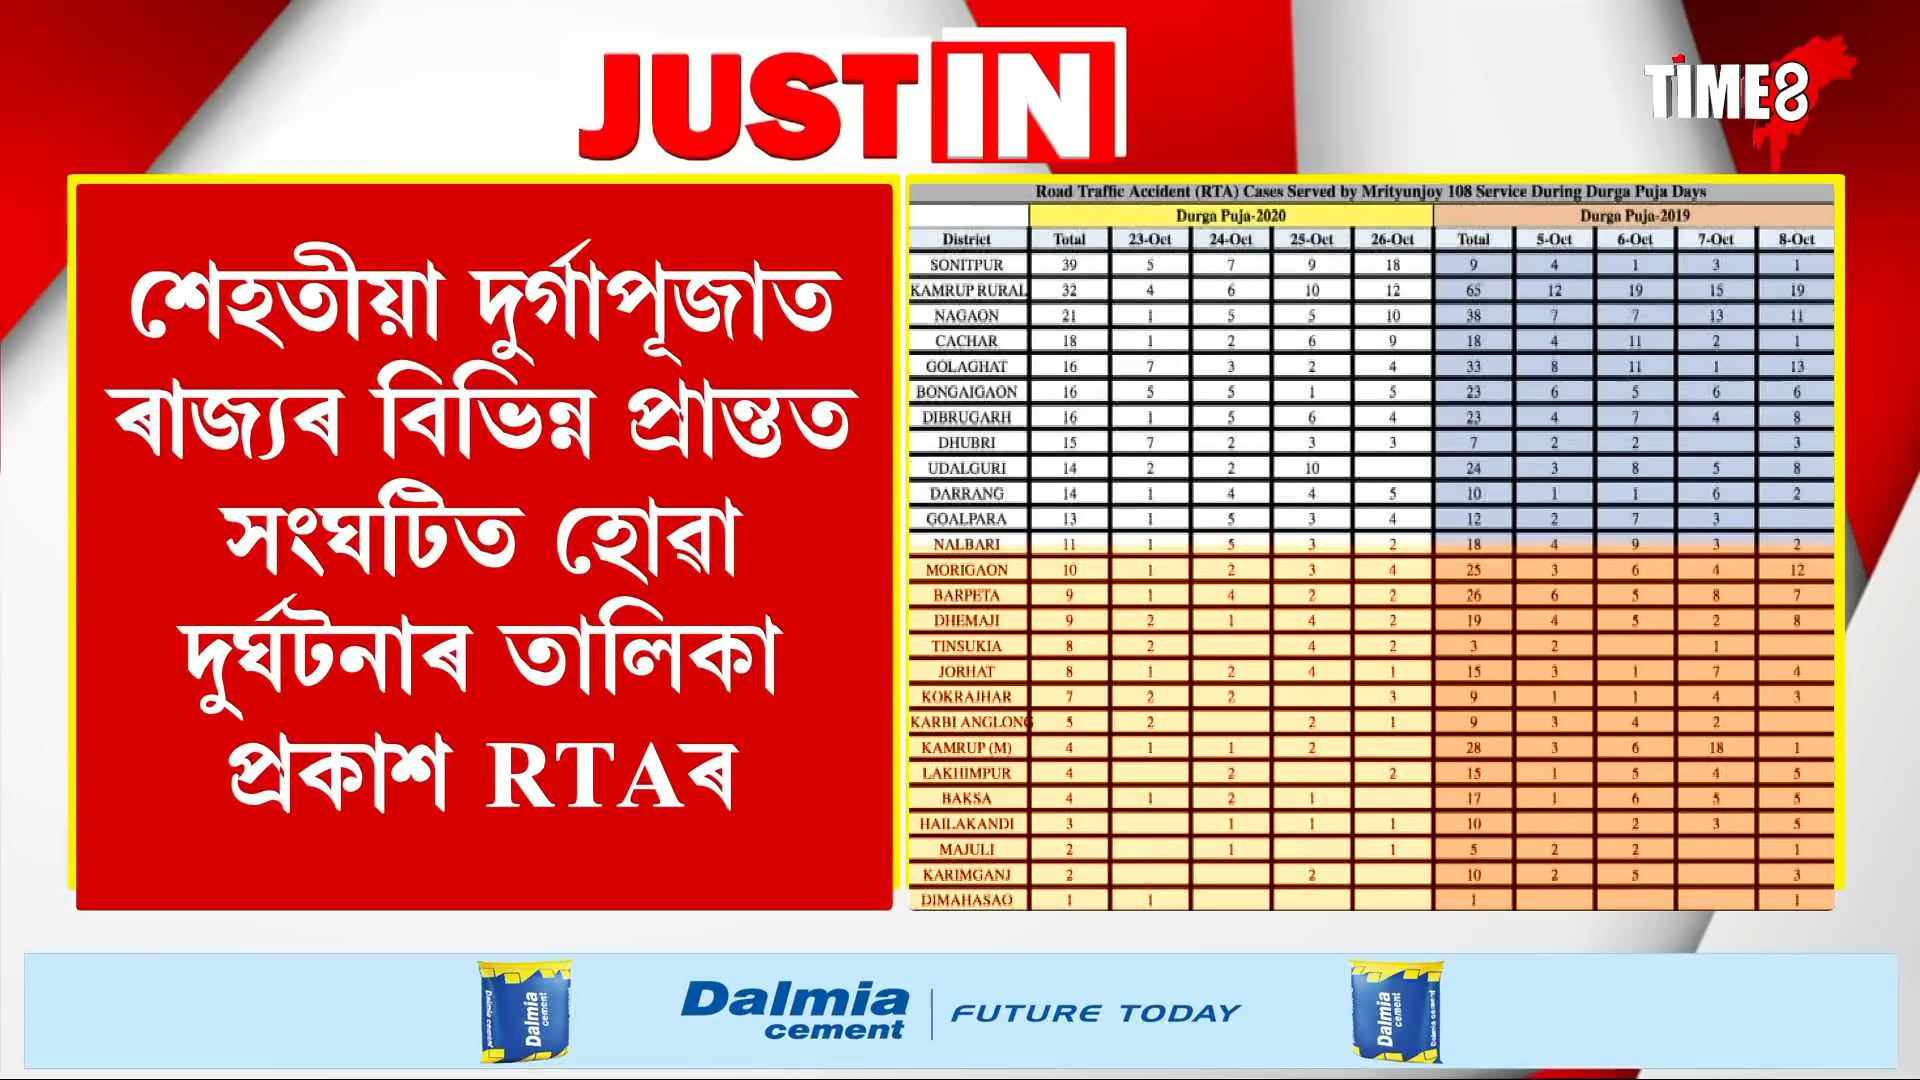 JUST IN
TIME8
শেহতীয়া দুৰ্গাপূজাত
ৰাজ্যৰ বিভিন্ন প্ৰান্তত
সংঘটিত হোৱা
দুৰ্ঘটনাৰ তালিকা
প্ৰকাশ RTAৰ
Road Traffic Accident (RTA) Cases Served by Mrityunjoy 108 Service During Durga Puja Days
Durga Puja-2020 Durga Puja-2019
District Total 23-Oct 24-Oct 25-Oct 26-Oct Total 5-Oct 6-Oct 7-Oct 8-Oct
SONITPUR 39 5 7 9 18 9 4 1 3 1
KAMRUP RURAL 32 4 6 10 12 65 12 19 15 19
NAGAON 21 1 5 5 10 38 7 7 13 11
CACHAR 18 1 2 6 9 18 4 11 2 1
GOLAGHAT 16 7 3 2 4 33 8 11 1 13
BONGAIGAON 16 5 5 1 5 23 6 5 6 6
DIBRUGARH 16 1 5 6 4 23 4 7 4 8
DHUBRI 15 7 2 3 3 7 2 2 3
UDALGURI 14 2 2 10 24 3 8 5 8
DARRANG 14 1 4 4 5 10 1 1 6 2
GOALPARA 13 1 5 3 4 12 2 7 3
NALBARI 11 1 5 3 2 18 4 9 3 2
MORIGAON 10 1 2 3 4 25 3 6 4 12
BARPETA 9 1 4 2 2 26 6 5 8 7
DHEMAJI 9 2 1 4 2 19 4 5 2 8
TINSUKIA 8 2 4 2 3 2 1
JORHAT 8 1 2 4 1 15 3 1 7 4
KOKRAJHAR 7 2 2 3 9 1 1 4 3
KARBI ANGLONG 5 2 2 1 9 3 4 2
KAMRUP (M) 4 1 1 2 28 3 6 18 1
LAKHIMPUR 4 2 2 15 1 5 4 5
BAKSA 4 1 2 1 17 1 6 5 5
HAILAKANDI 3 1 1 1 10 2 3 5
MAJULI 2 1 1 5 2 2 1
KARIMGANJ 2 2 10 2 5 3
DIMAHASAO 1 1 1 1
Dalmia cement
Dalmia
cement
FUTURE TODAY
Dalmia cement
Dalmia cement
Dalmia cement